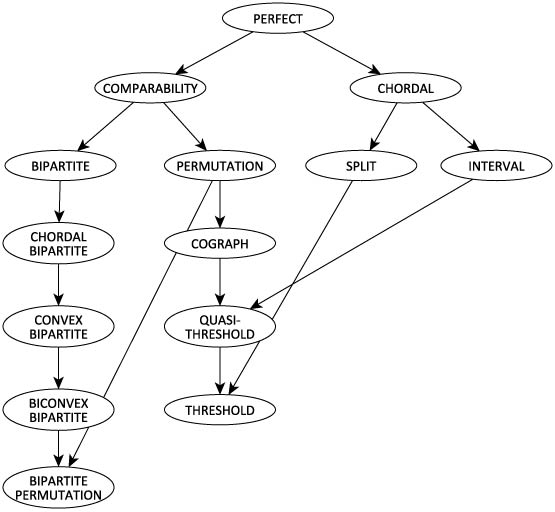 PERFECT
COMPARABILITY
CHORDAL
BIPARTITE
PERMUTATION
SPLIT
INTERVAL
CHORDAL
BIPARTITE
COGRAPH
CONVEX
BIPARTITE
QUASI-
THRESHOLD
BICONVEX
BIPARTITE
THRESHOLD
BIPARTITE
PERMUTATION